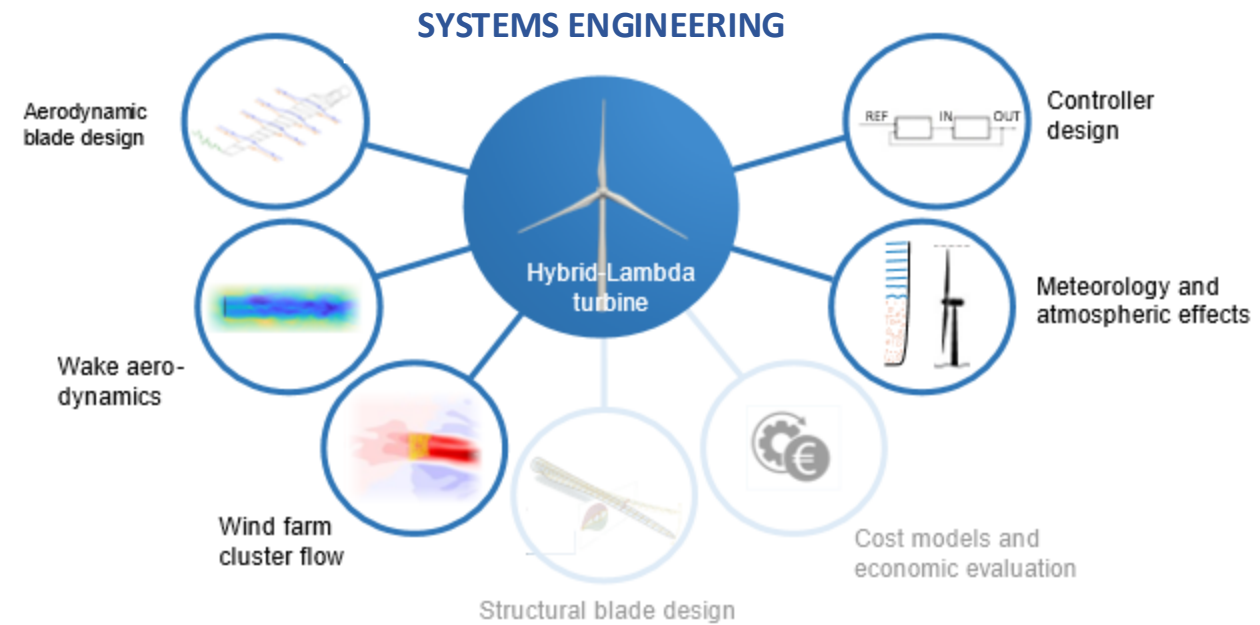 SYSTEMS ENGINEERING
Aerodynamic
blade design
REF
IN
OUT
Controller
design
Hybrid-Lambda
turbine
Meteorology and
atmospheric effects
Wake aero-
dynamics
Wind farm
cluster flow
€
Cost models and
economic evaluation
Structural blade design